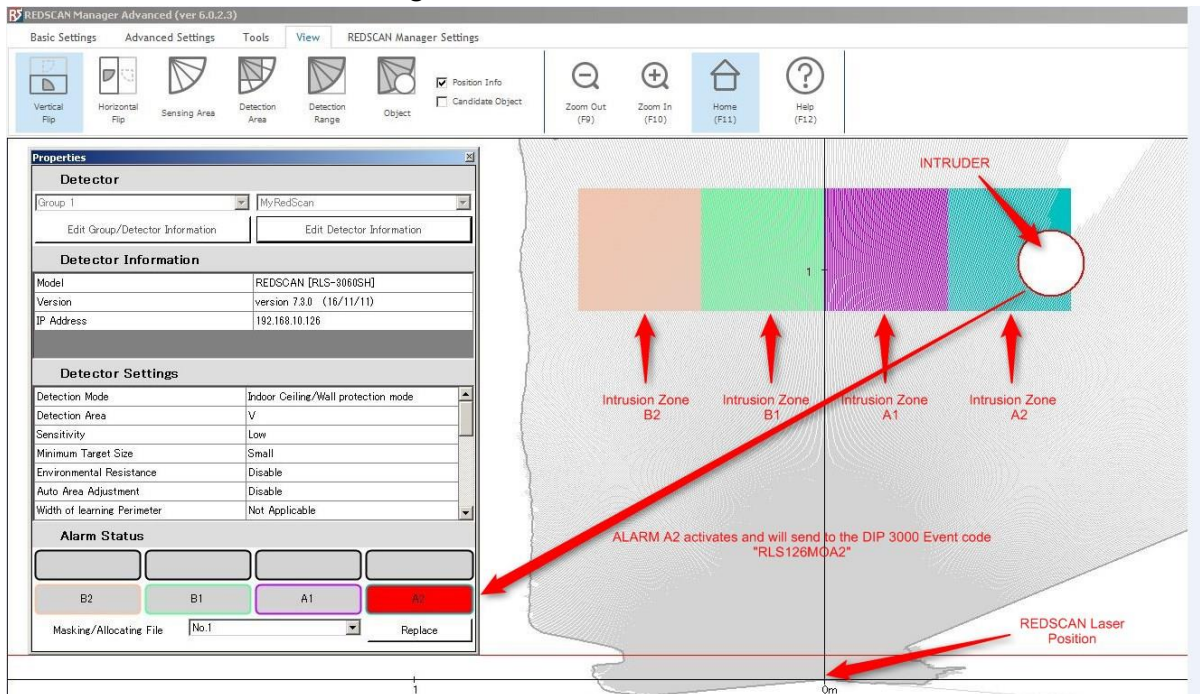 REDSCAN Manager Advanced (ver 6.0.2.3)
Basic Settings Advanced Settings Tools View REDSCAN Manager Settings
Vertical Flip
Horizontal Flip
Sensing Area
Detection Area
Detection Range
Object
Position Info
Candidate Object
Zoom Out (F9)
Zoom In (F10)
Home (F11)
Help (F12)
Properties
Detector
Group 1 MyRedScan
Edit Group/Detector Information Edit Detector Information
Detector Information
Model REDSCAN [RLS-3060SH]
Version version 7.3.0 (16/11/11)
IP Address 192.168.10.126
Detector Settings
Detection Mode Indoor Ceiling/Wall protection mode
Detection Area V
Sensitivity Low
Minimum Target Size Small
Environmental Resistance Disable
Auto Area Adjustment Disable
Width of learning Perimeter Not Applicable
Alarm Status
B2 B1 A1 A2
Masking/Allocating File No.1 Replace
INTRUDER
1
Intrusion Zone B2
Intrusion Zone B1
Intrusion Zone A1
Intrusion Zone A2
ALARM A2 activates and will send to the DIP 3000 Event code
"RLS126MOA2"
REDSCAN Laser
Position
1 0m